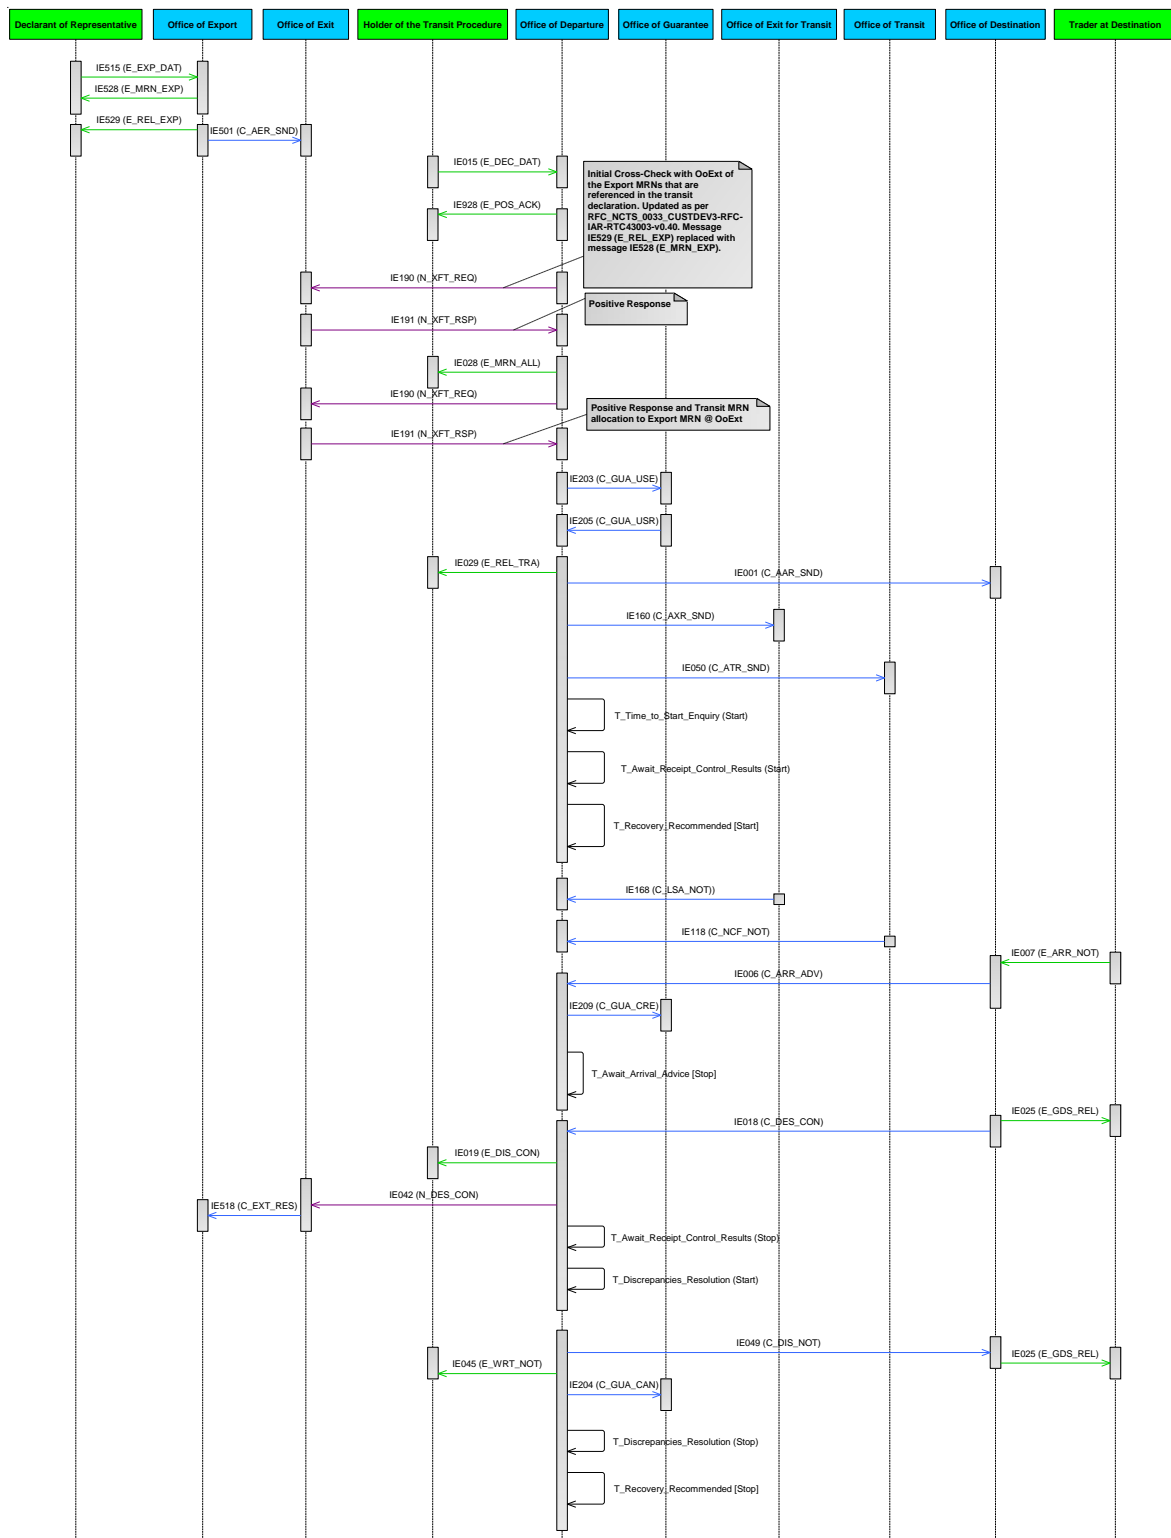 Declarant of Representative
Office of Export
Office of Exit
Holder of the Transit Procedure
Office of Departure
Office of Guarantee
Office of Exit for Transit
Office of Transit
Office of Destination
Trader at Destination
IE515 (E_EXP_DAT)
IE528 (E_MRN_EXP)
IE529 (E_REL_EXP)
IE501 (C_AER_SND)
IE015 (E_DEC_DAT)
Initial Cross-Check with OoExt of
the Export MRNs that are
referenced in the transit
declaration. Updated as per
RFC_NCTS_0033_CUSTDEV3-RFC-
IAR-RTC43003-v0.40. Message
IE529 (E_REL_EXP) replaced with
message IE528 (E_MRN_EXP).
IE928 (E_POS_ACK)
IE190 (N_XFT_REQ)
Positive Response
IE191 (N_XFT_RSP)
IE028 (E_MRN_ALL)
IE190 (N_XFT_REQ)
Positive Response and Transit MRN
allocation to Export MRN @ OoExt
IE191 (N_XFT_RSP)
IE203 (C_GUA_USE)
IE205 (C_GUA_USR)
IE029 (E_REL_TRA)
IE001 (C_AAR_SND)
IE160 (C_AXR_SND)
IE050 (C_ATR_SND)
T_Time_to_Start_Enquiry (Start)
T_Await_Receipt_Control_Results (Start)
T_Recovery_Recommended [Start]
IE168 (C_LSA_NOT))
IE118 (C_NCF_NOT)
IE007 (E_ARR_NOT)
IE006 (C_ARR_ADV)
IE209 (C_GUA_CRE)
T_Await_Arrival_Advice [Stop]
IE025 (E_GDS_REL)
IE018 (C_DES_CON)
IE019 (E_DIS_CON)
IE042 (N_DES_CON)
IE518 (C_EXT_RES)
T_Await_Receipt_Control_Results (Stop)
T_Discrepancies_Resolution (Start)
IE049 (C_DIS_NOT)
IE025 (E_GDS_REL)
IE045 (E_WRT_NOT)
IE204 (C_GUA_CAN)
T_Discrepancies_Resolution (Stop)
T_Recovery_Recommended [Stop]